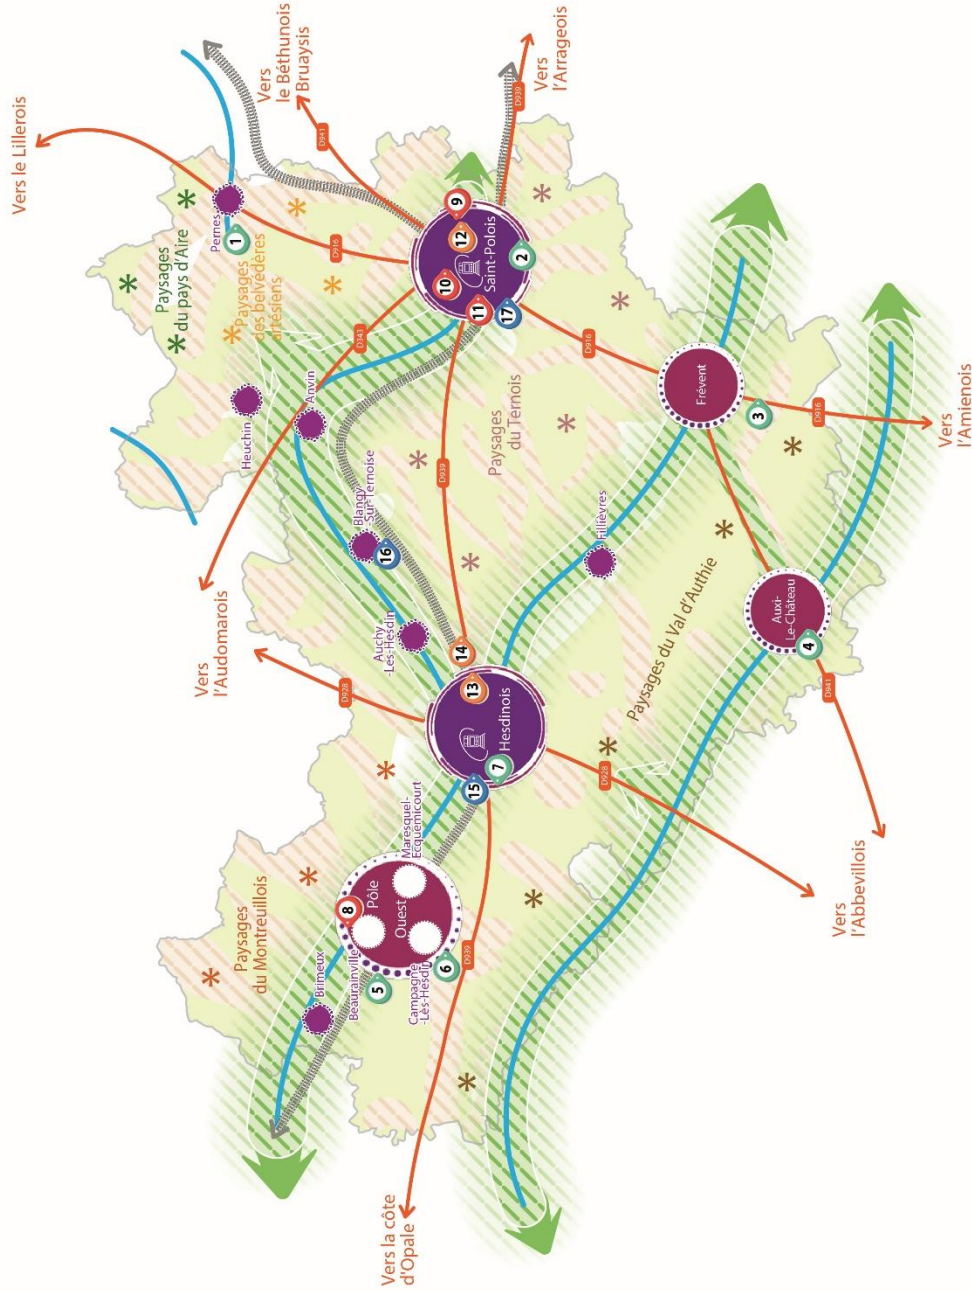 Vers le Lillerois
Vers
le Béthunois
Bruaysis
D941
Vers
l'Arrageois
D939
Pernes
1
D916
Paysages
du pays d'Aire
Paysages
des belvédères
artésiens
D343
Heuchin
Anvin
9
12
10
11
2
17
Saint-Polois
Vers
l'Audomarois
Blangy
-Sur-Ternoise
16
Auchy
-Lès-Hesdin
D939
Paysages
du Ternois
D916
Frévent
3
D916
Vers
l'Amienois
Fillièvres
D928
14
13
Hesdinois
7
15
Paysages du Val d'Authie
Auxi-
Le-Château
4
D941
Vers
l'Abbevillois
D928
Paysages
du Montreuillois
Brimeux
Maresquel-
Ecquemicourt
Pôle
Ouest
8
Beaurainville
5
Campagne
-Lès-Hesdin
6
D939
Vers la côte
d'Opale